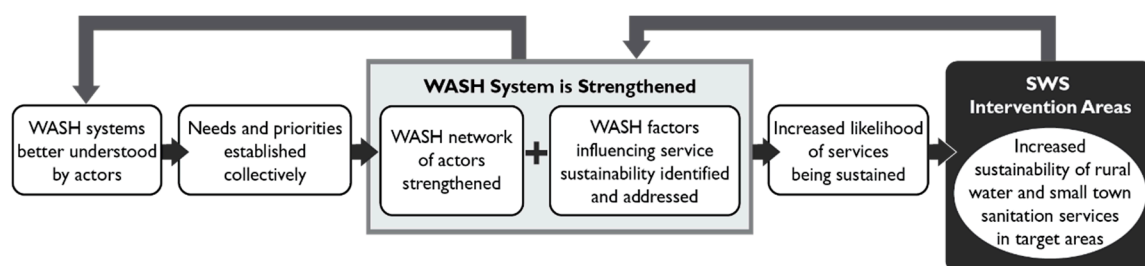 WASH systems
better understood
by actors
Needs and priorities
established
collectively
WASH System is Strengthened
WASH network
of actors
strengthened
+
WASH factors
influencing service
sustainability identified
and addressed
Increased likelihood
of services
being sustained
SWS
Intervention Areas
Increased
sustainability of rural
water and small town
sanitation services
in target areas